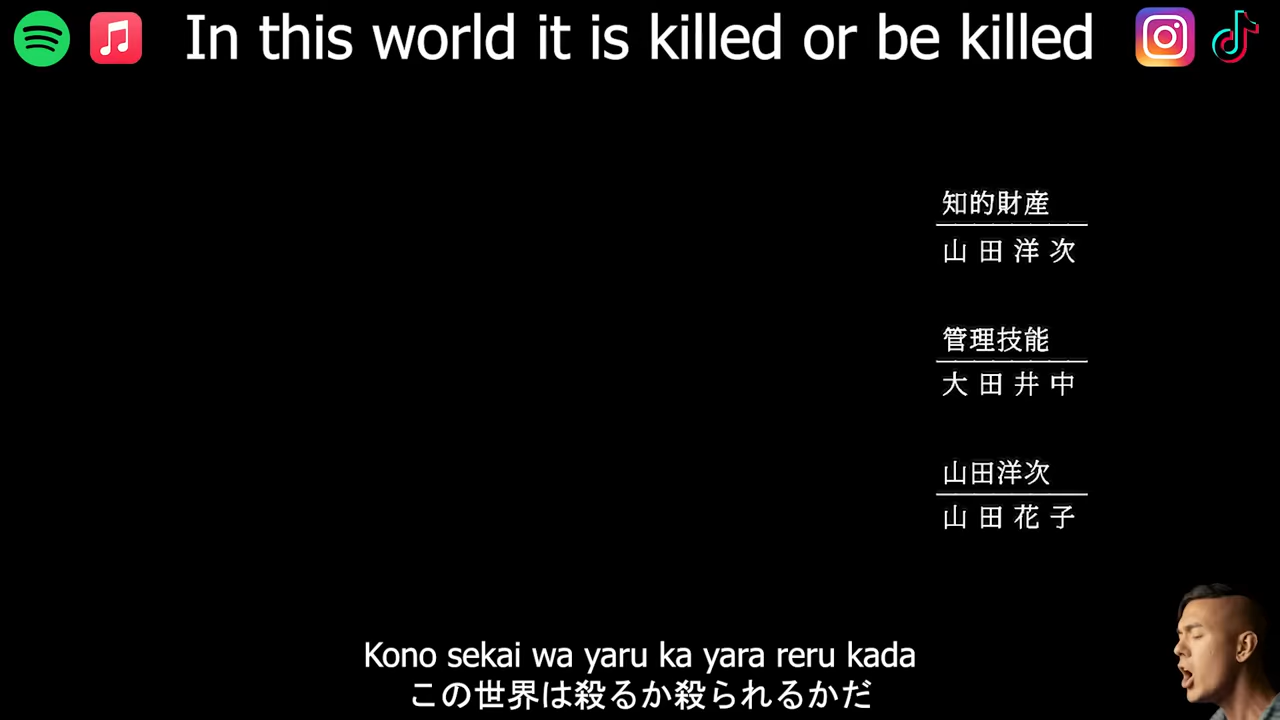 In this world it is killed or be killed
知的財産
山田洋次
管理技能
大田井中
山田洋次
山田花子
Kono sekai wa yaru ka yara reru kada
この世界は殺るか殺られるかだ